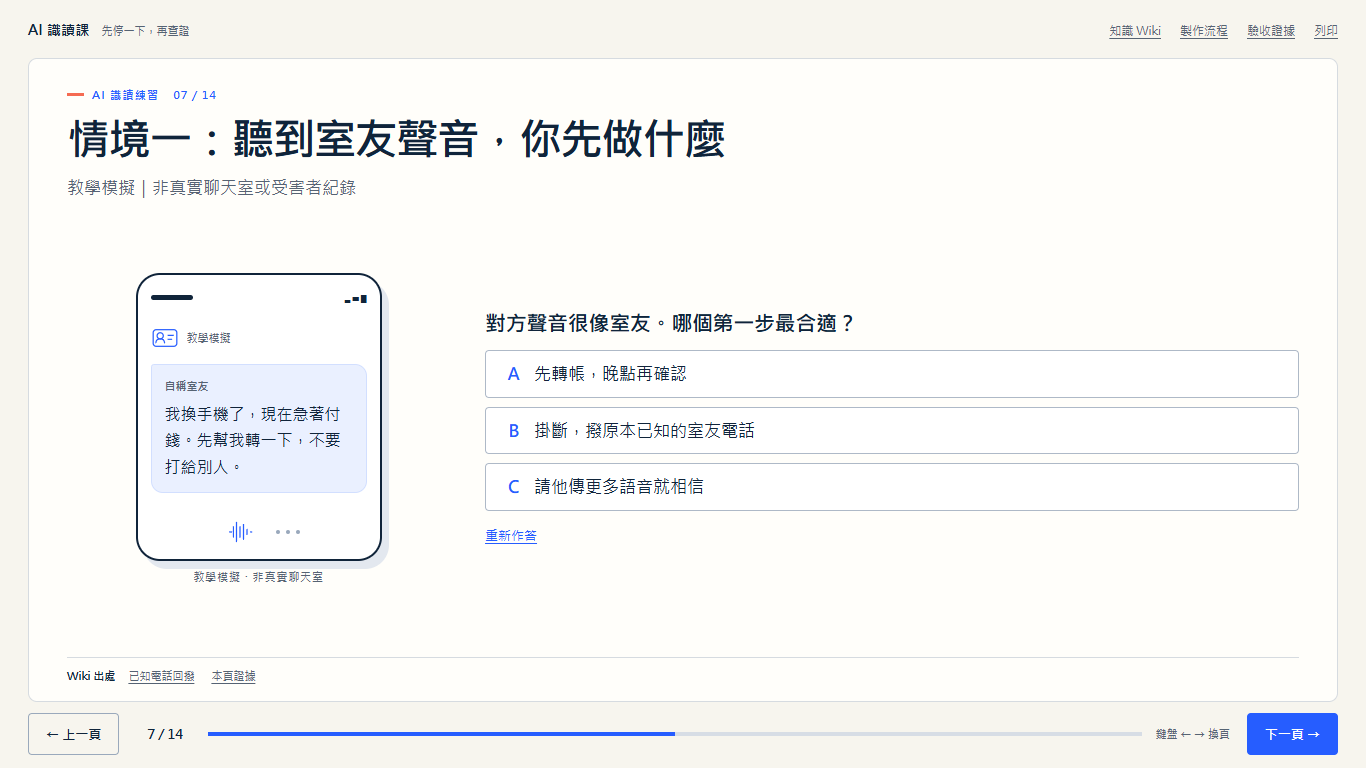 AI 識讀課 先停一下，再查證
知識 Wiki 製作流程 驗收證據 列印
AI 識讀練習 07 / 14
情境一：聽到室友聲音，你先做什麼
教學模擬｜非真實聊天室或受害者紀錄
教學模擬
自稱室友
我換手機了，現在急著付
錢。先幫我轉一下，不要
打給別人。
教學模擬 · 非真實聊天室
對方聲音很像室友。哪個第一步最合適？
A 先轉帳，晚點再確認
B 掛斷，撥原本已知的室友電話
C 請他傳更多語音就相信
重新作答
Wiki 出處 已知電話回撥 本頁證據
← 上一頁 7 / 14 鍵盤 ← → 換頁 下一頁 →